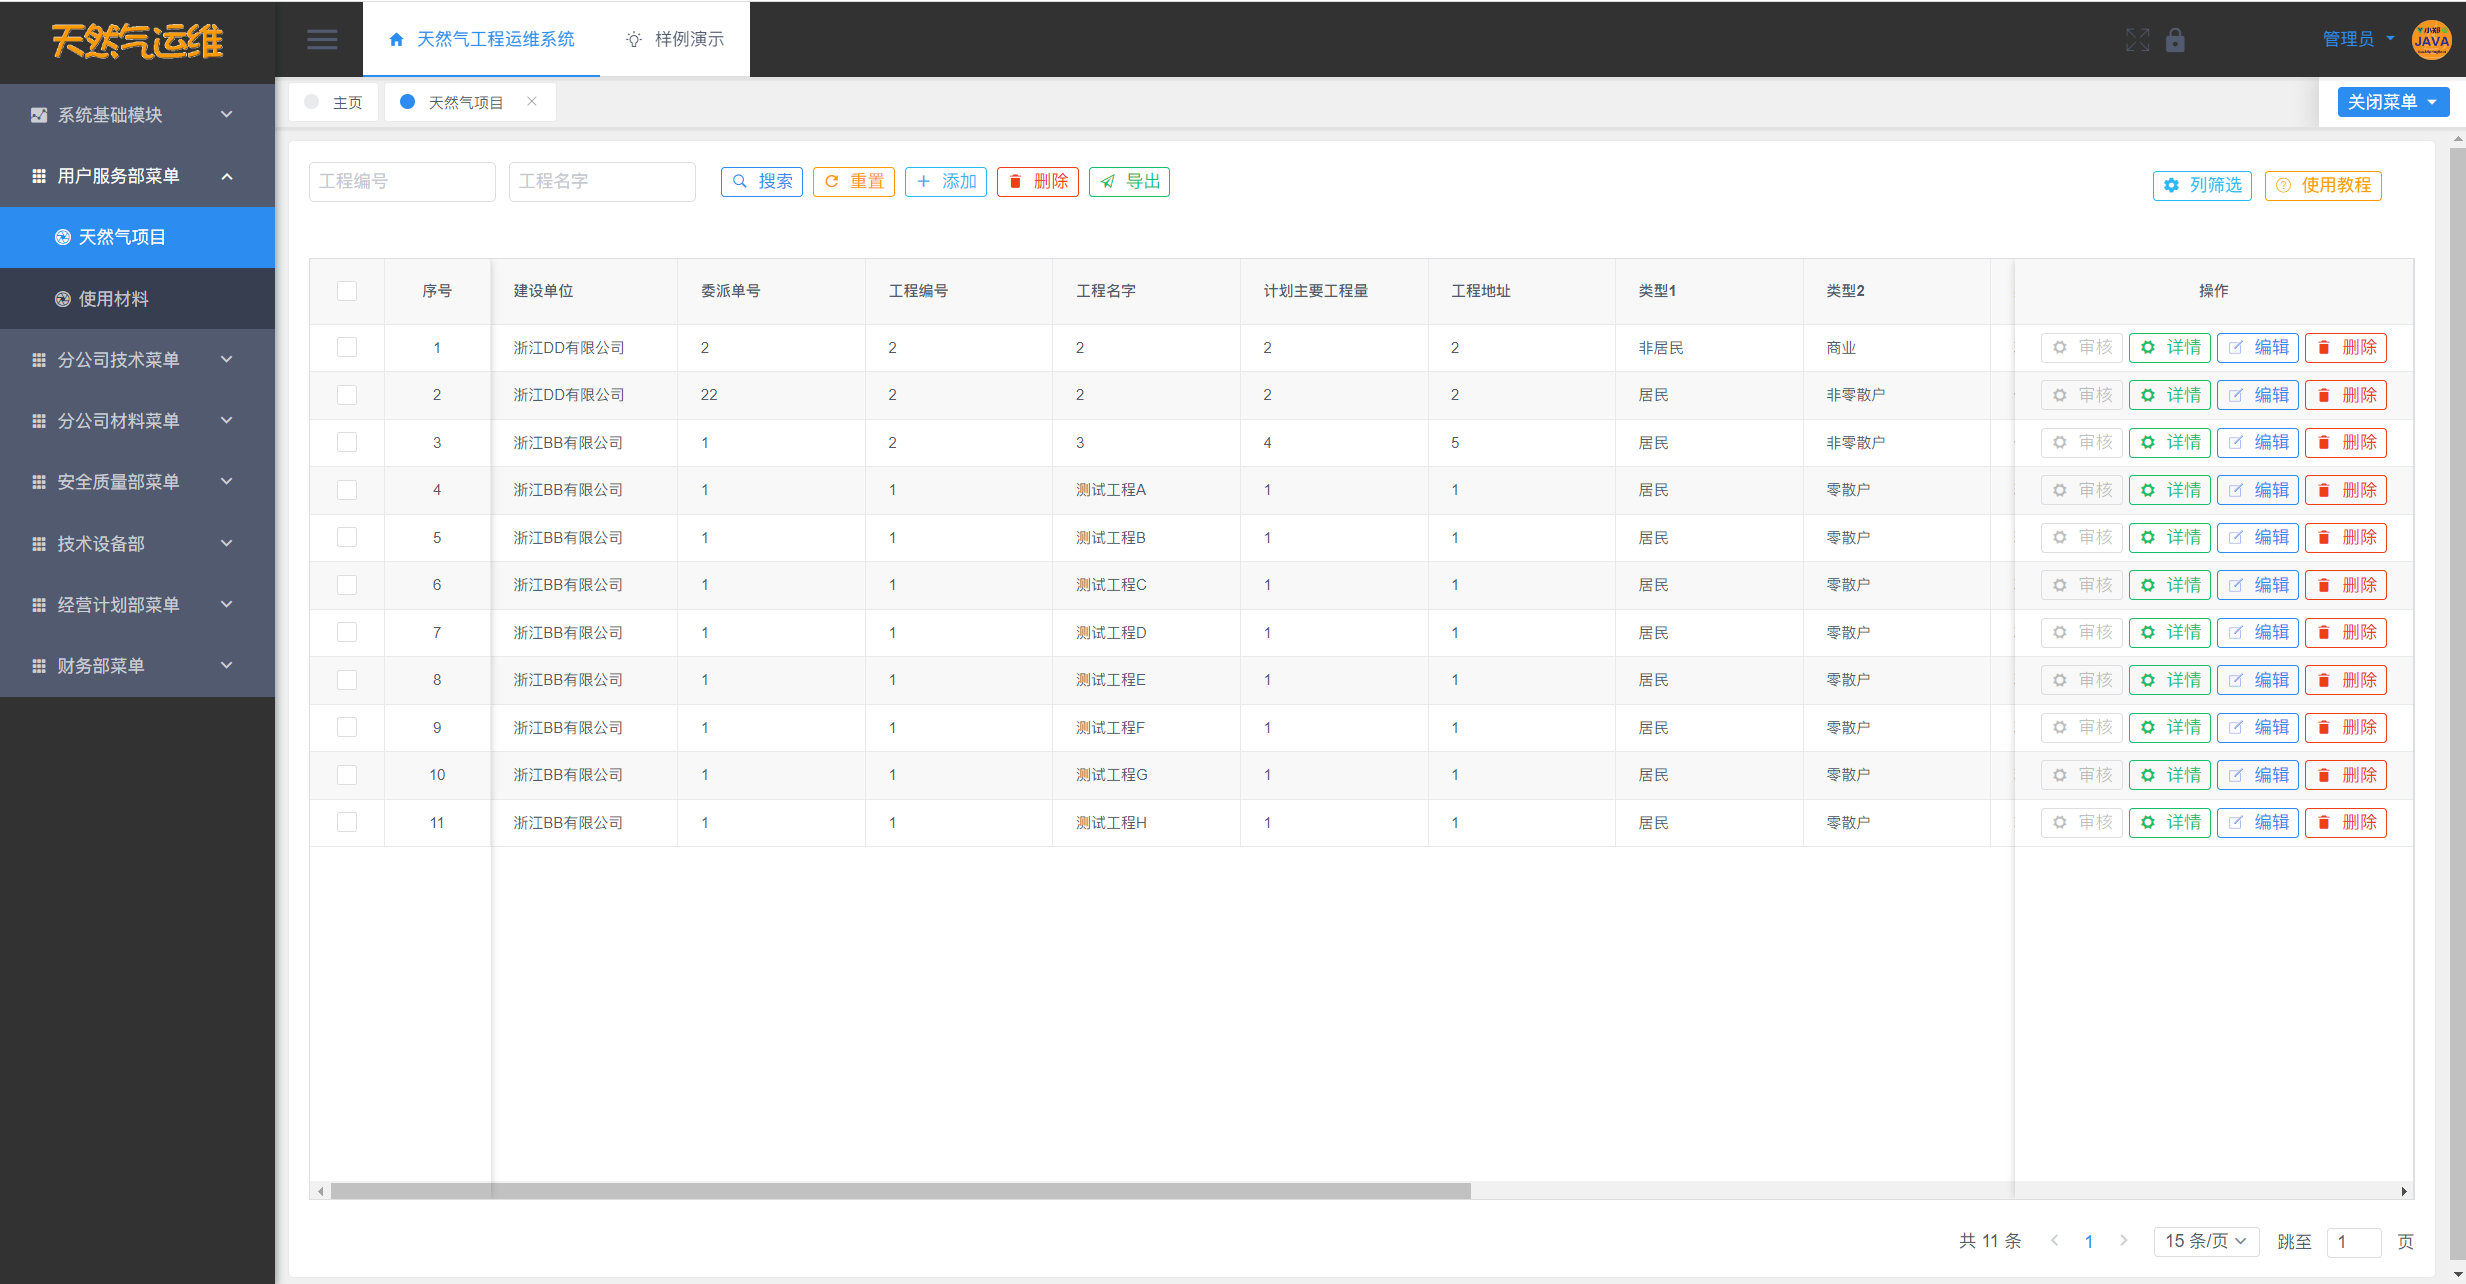 天然气运维
天然气工程运维系统
样例演示
管理员
JAVA
系统基础模块
用户服务部菜单
天然气项目
使用材料
分公司技术菜单
分公司材料菜单
安全质量部菜单
技术设备部
经营计划部菜单
财务部菜单
主页
天然气项目
关闭菜单
工程编号 工程名字 搜索 重置 添加 删除 导出 列筛选 使用教程
序号 建设单位 委派单号 工程编号 工程名字 计划主要工程量 工程地址 类型1 类型2 操作
1 浙江DD有限公司 2 2 2 2 2 非居民 商业 审核 详情 编辑 删除
2 浙江DD有限公司 22 2 2 2 2 居民 非零散户 审核 详情 编辑 删除
3 浙江BB有限公司 1 2 3 4 5 居民 非零散户 审核 详情 编辑 删除
4 浙江BB有限公司 1 1 测试工程A 1 1 居民 零散户 审核 详情 编辑 删除
5 浙江BB有限公司 1 1 测试工程B 1 1 居民 零散户 审核 详情 编辑 删除
6 浙江BB有限公司 1 1 测试工程C 1 1 居民 零散户 审核 详情 编辑 删除
7 浙江BB有限公司 1 1 测试工程D 1 1 居民 零散户 审核 详情 编辑 删除
8 浙江BB有限公司 1 1 测试工程E 1 1 居民 零散户 审核 详情 编辑 删除
9 浙江BB有限公司 1 1 测试工程F 1 1 居民 零散户 审核 详情 编辑 删除
10 浙江BB有限公司 1 1 测试工程G 1 1 居民 零散户 审核 详情 编辑 删除
11 浙江BB有限公司 1 1 测试工程H 1 1 居民 零散户 审核 详情 编辑 删除
共 11 条 1 15 条/页 跳至 1 页